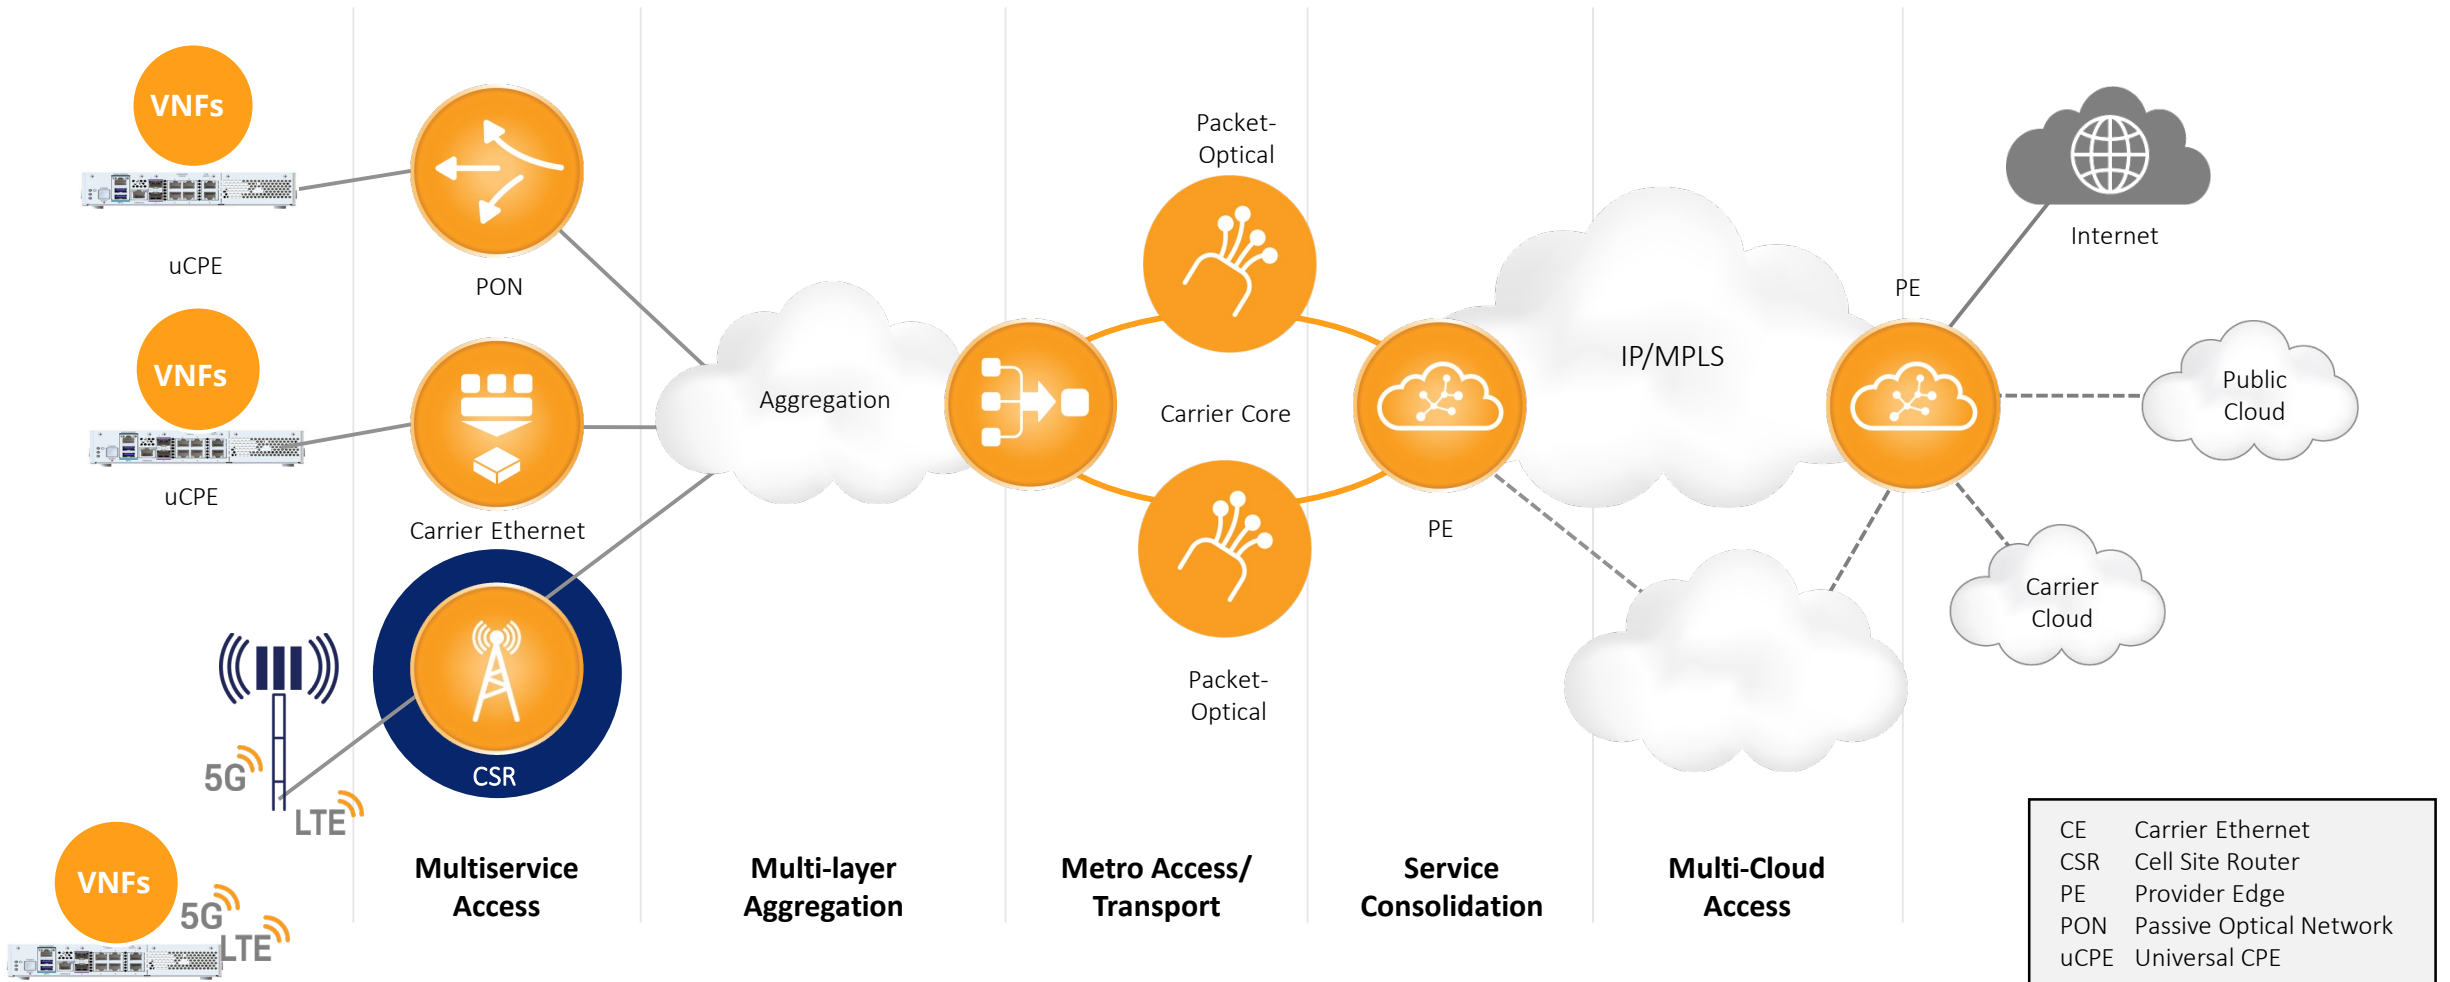 VNFs
uCPE
VNFs
uCPE
5G
LTE
VNFs
5G
LTE
PON
Carrier Ethernet
CSR
Multiservice
Access
Aggregation
Multi-layer
Aggregation
Packet-
Optical
Carrier Core
Packet-
Optical
Metro Access/
Transport
PE
Service
Consolidation
IP/MPLS
Multi-Cloud
Access
PE
Internet
Public
Cloud
Carrier
Cloud
CE Carrier Ethernet
CSR Cell Site Router
PE Provider Edge
PON Passive Optical Network
uCPE Universal CPE